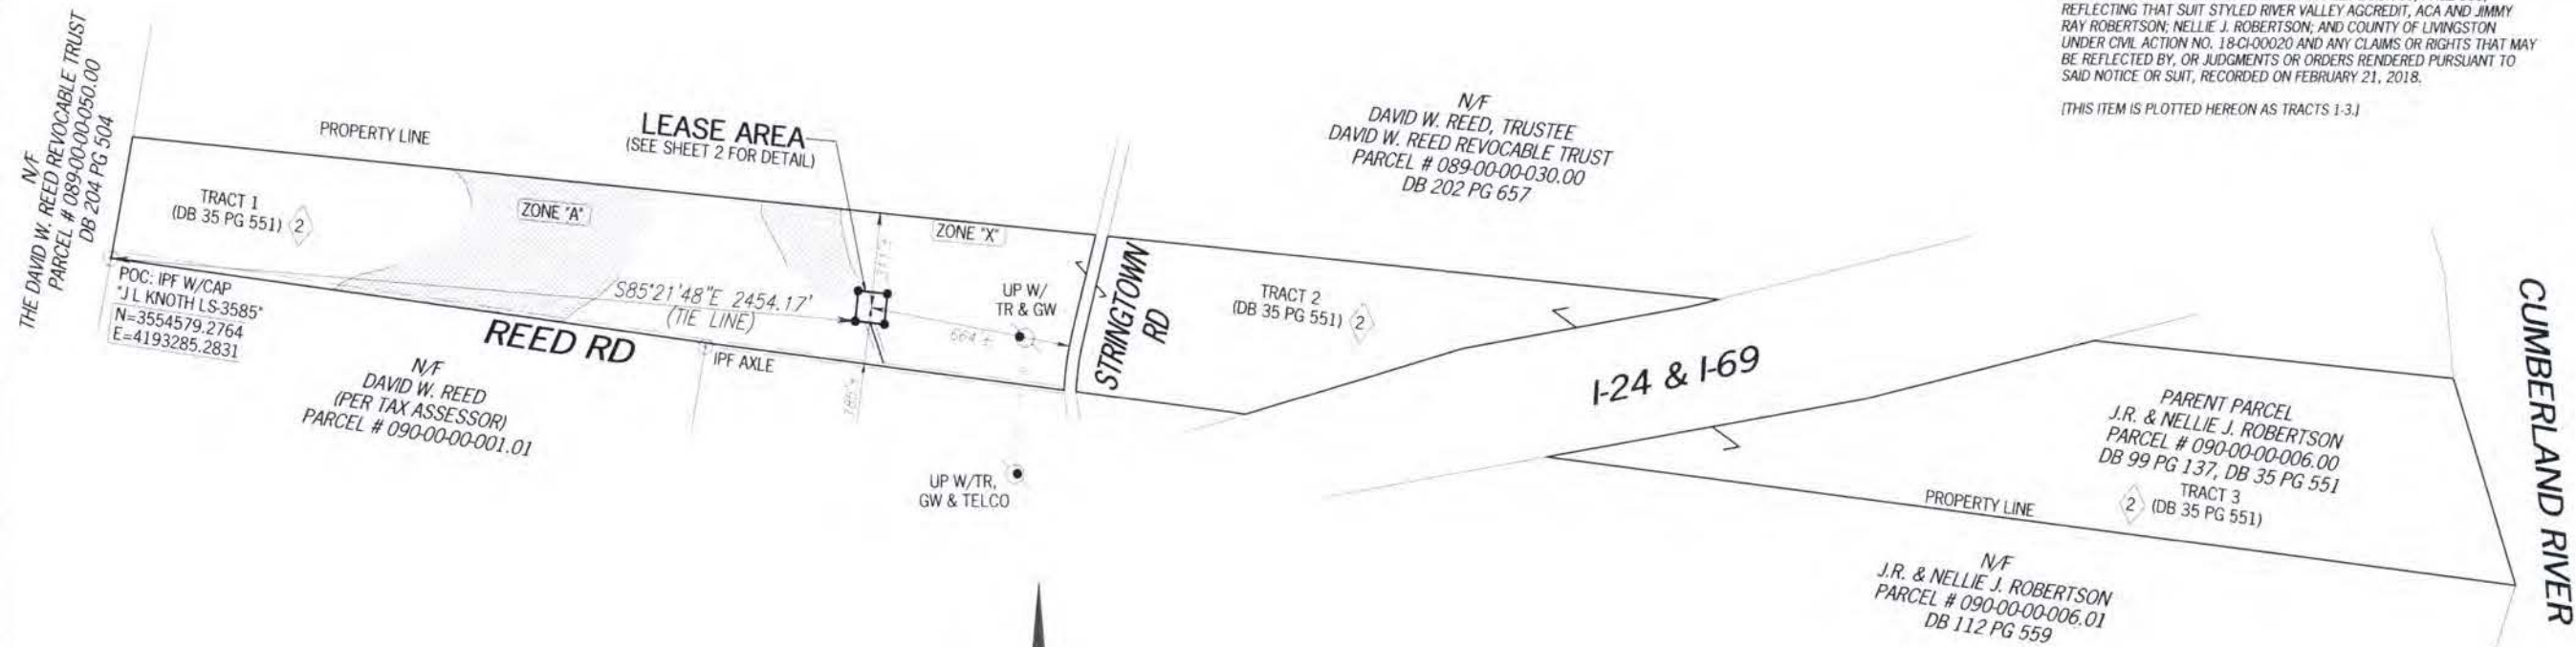 REFLECTING THAT SUIT STYLED RIVER VALLEY AGCREDIT, ACA AND JIMMY
RAY ROBERTSON; NELLIE J. ROBERTSON; AND COUNTY OF LIVINGSTON
UNDER CIVIL ACTION NO. 18-CI-00020 AND ANY CLAIMS OR RIGHTS THAT MAY
BE REFLECTED BY, OR JUDGMENTS OR ORDERS RENDERED PURSUANT TO
SAID NOTICE OR SUIT, RECORDED ON FEBRUARY 21, 2018.
[THIS ITEM IS PLOTTED HEREON AS TRACTS 1-3.]
N/F
THE DAVID W. REED REVOCABLE TRUST
PARCEL # 089-00-00-050.00
DB 204 PG 504
PROPERTY LINE
LEASE AREA
(SEE SHEET 2 FOR DETAIL)
N/F
DAVID W. REED, TRUSTEE
DAVID W. REED REVOCABLE TRUST
PARCEL # 089-00-00-030.00
DB 202 PG 657
TRACT 1
(DB 35 PG 551) 2
ZONE "A"
ZONE "X"
POC: IPF W/CAP
"J L KNOTH LS-3585"
N=3554579.2764
E=4193285.2831
S85°21'48"E 2454.17'
(TIE LINE)
REED RD
IPF AXLE
664'±
UP W/
TR & GW
STRINGTOWN
RD
TRACT 2
(DB 35 PG 551) 2
I-24 & I-69
CUMBERLAND RIVER
N/F
DAVID W. REED
(PER TAX ASSESSOR)
PARCEL # 090-00-00-001.01
UP W/TR,
GW & TELCO
PARENT PARCEL
J.R. & NELLIE J. ROBERTSON
PARCEL # 090-00-00-006.00
DB 99 PG 137, DB 35 PG 551
TRACT 3
2 (DB 35 PG 551)
PROPERTY LINE
N/F
J.R. & NELLIE J. ROBERTSON
PARCEL # 090-00-00-006.01
DB 112 PG 559